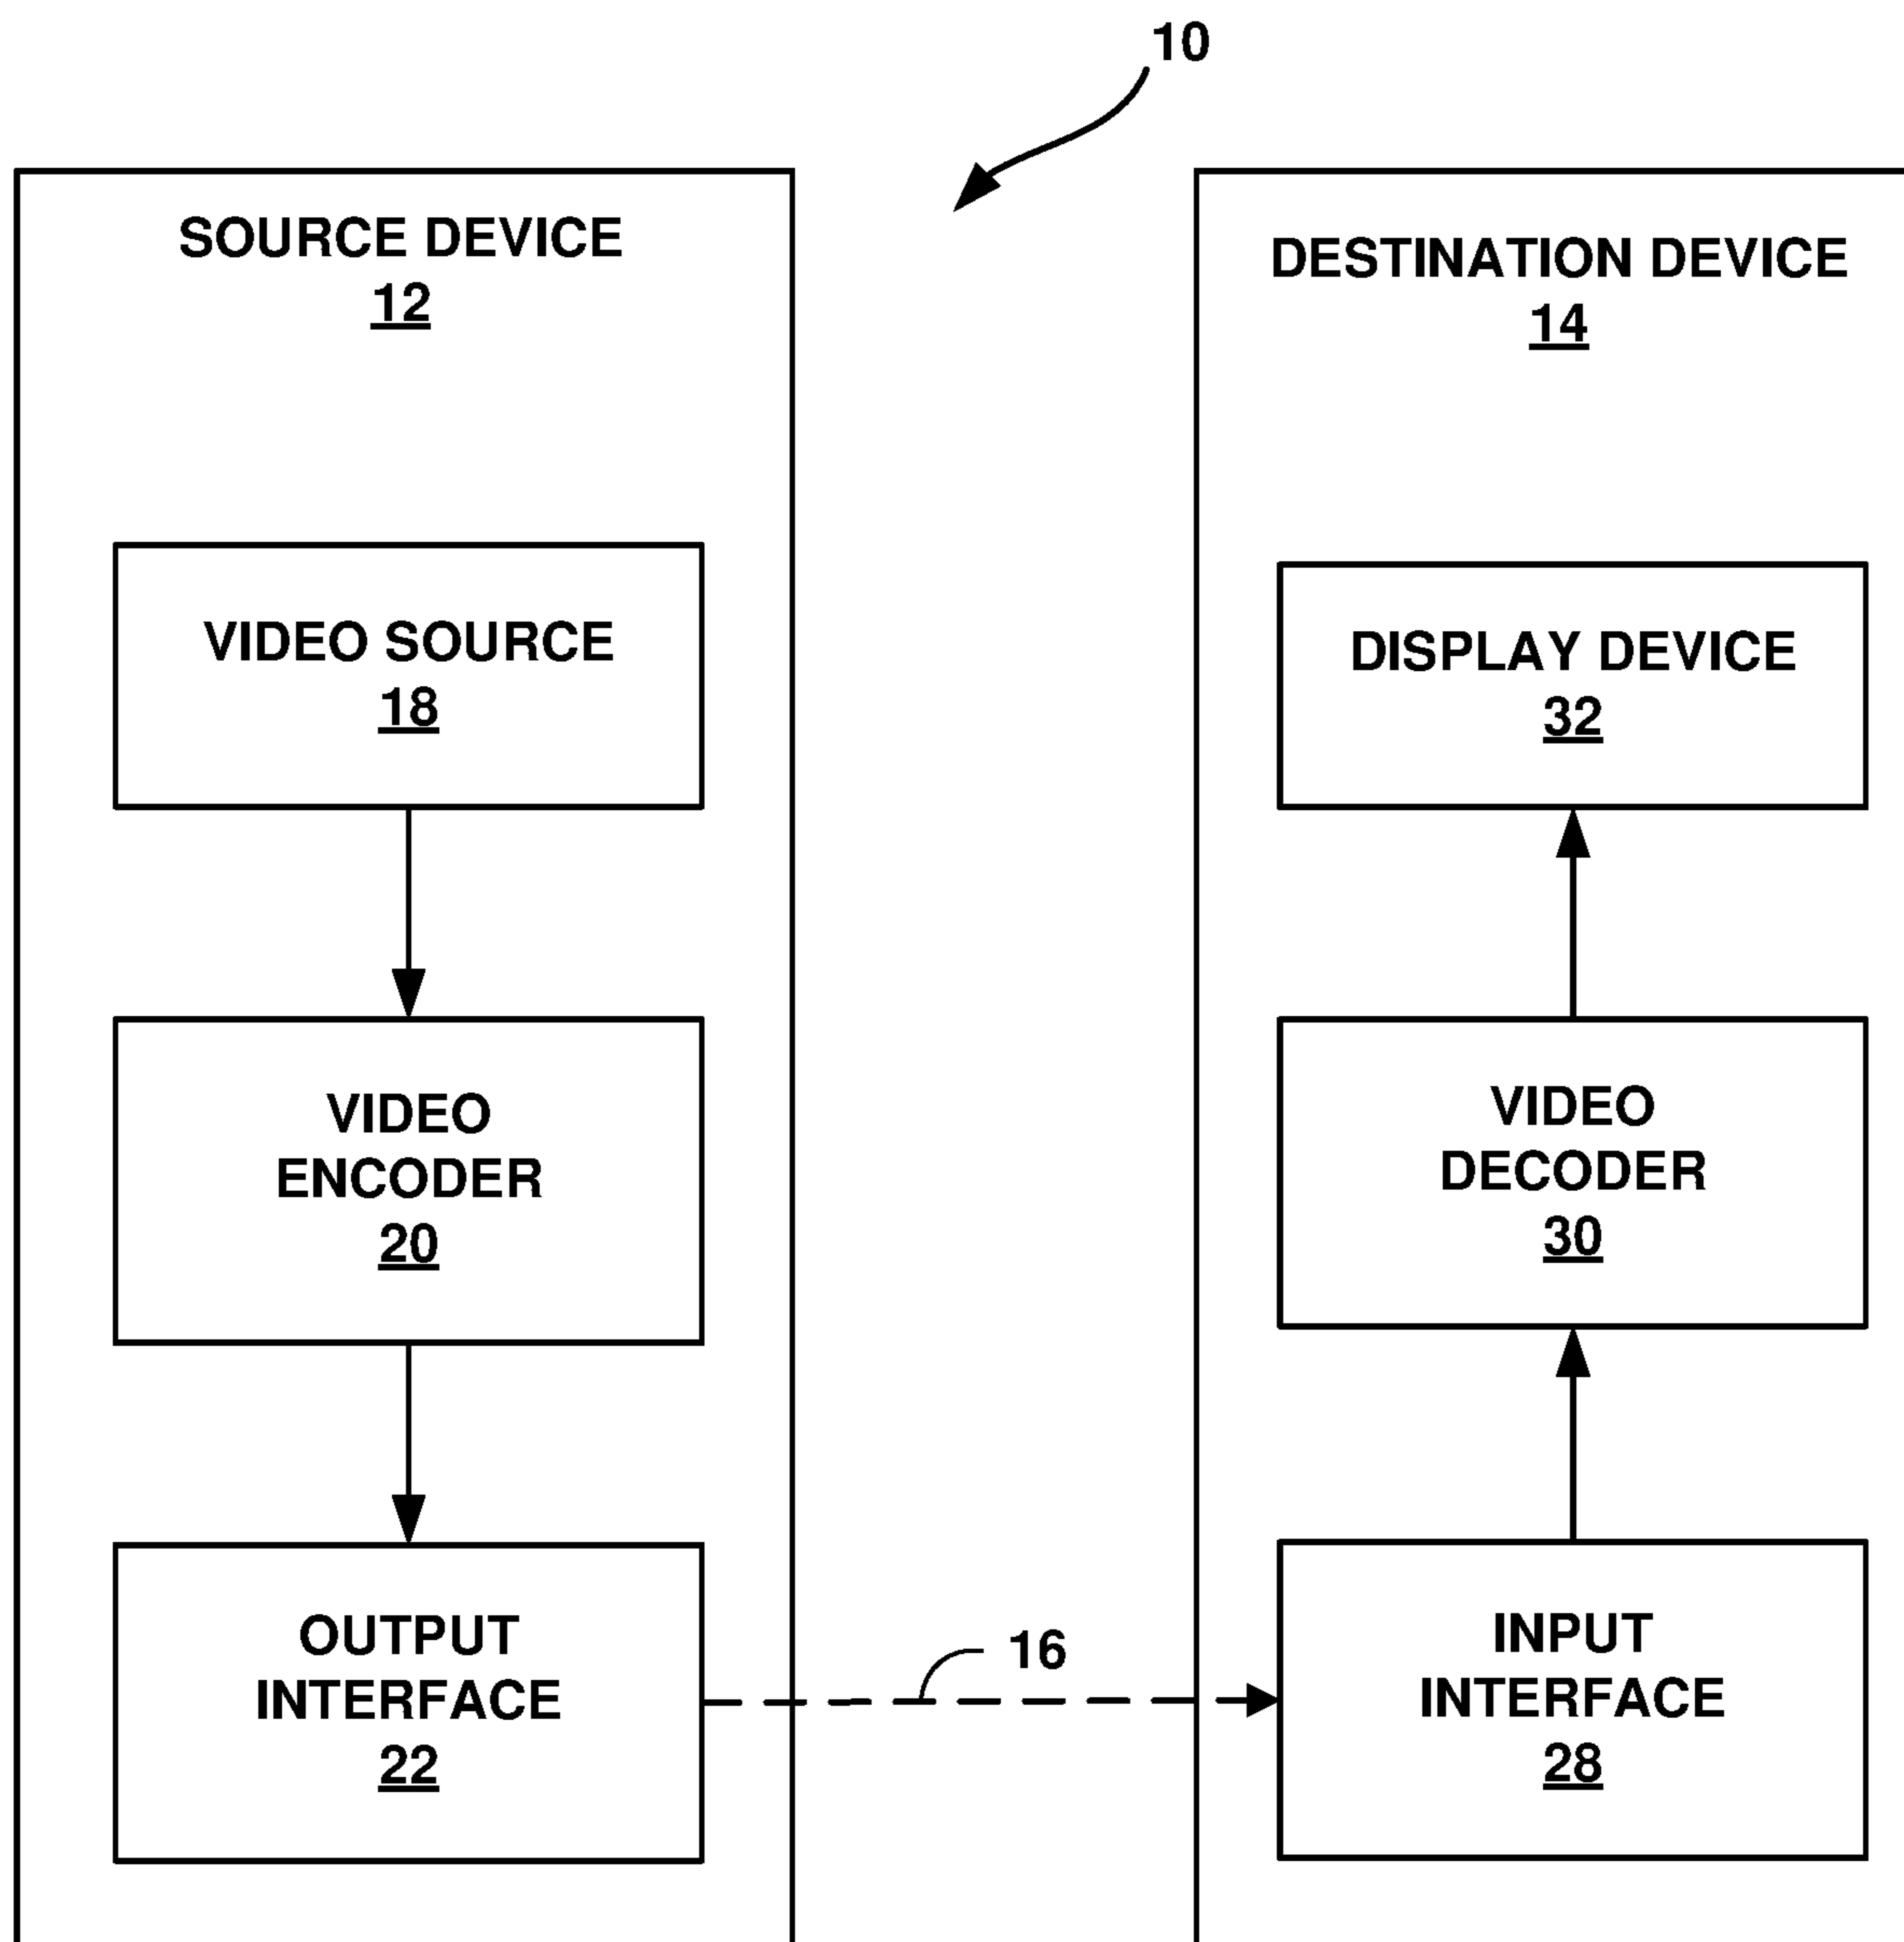 10
SOURCE DEVICE
12
VIDEO SOURCE
18
VIDEO
ENCODER
20
OUTPUT
INTERFACE
22
16
DESTINATION DEVICE
14
DISPLAY DEVICE
32
VIDEO
DECODER
30
INPUT
INTERFACE
28